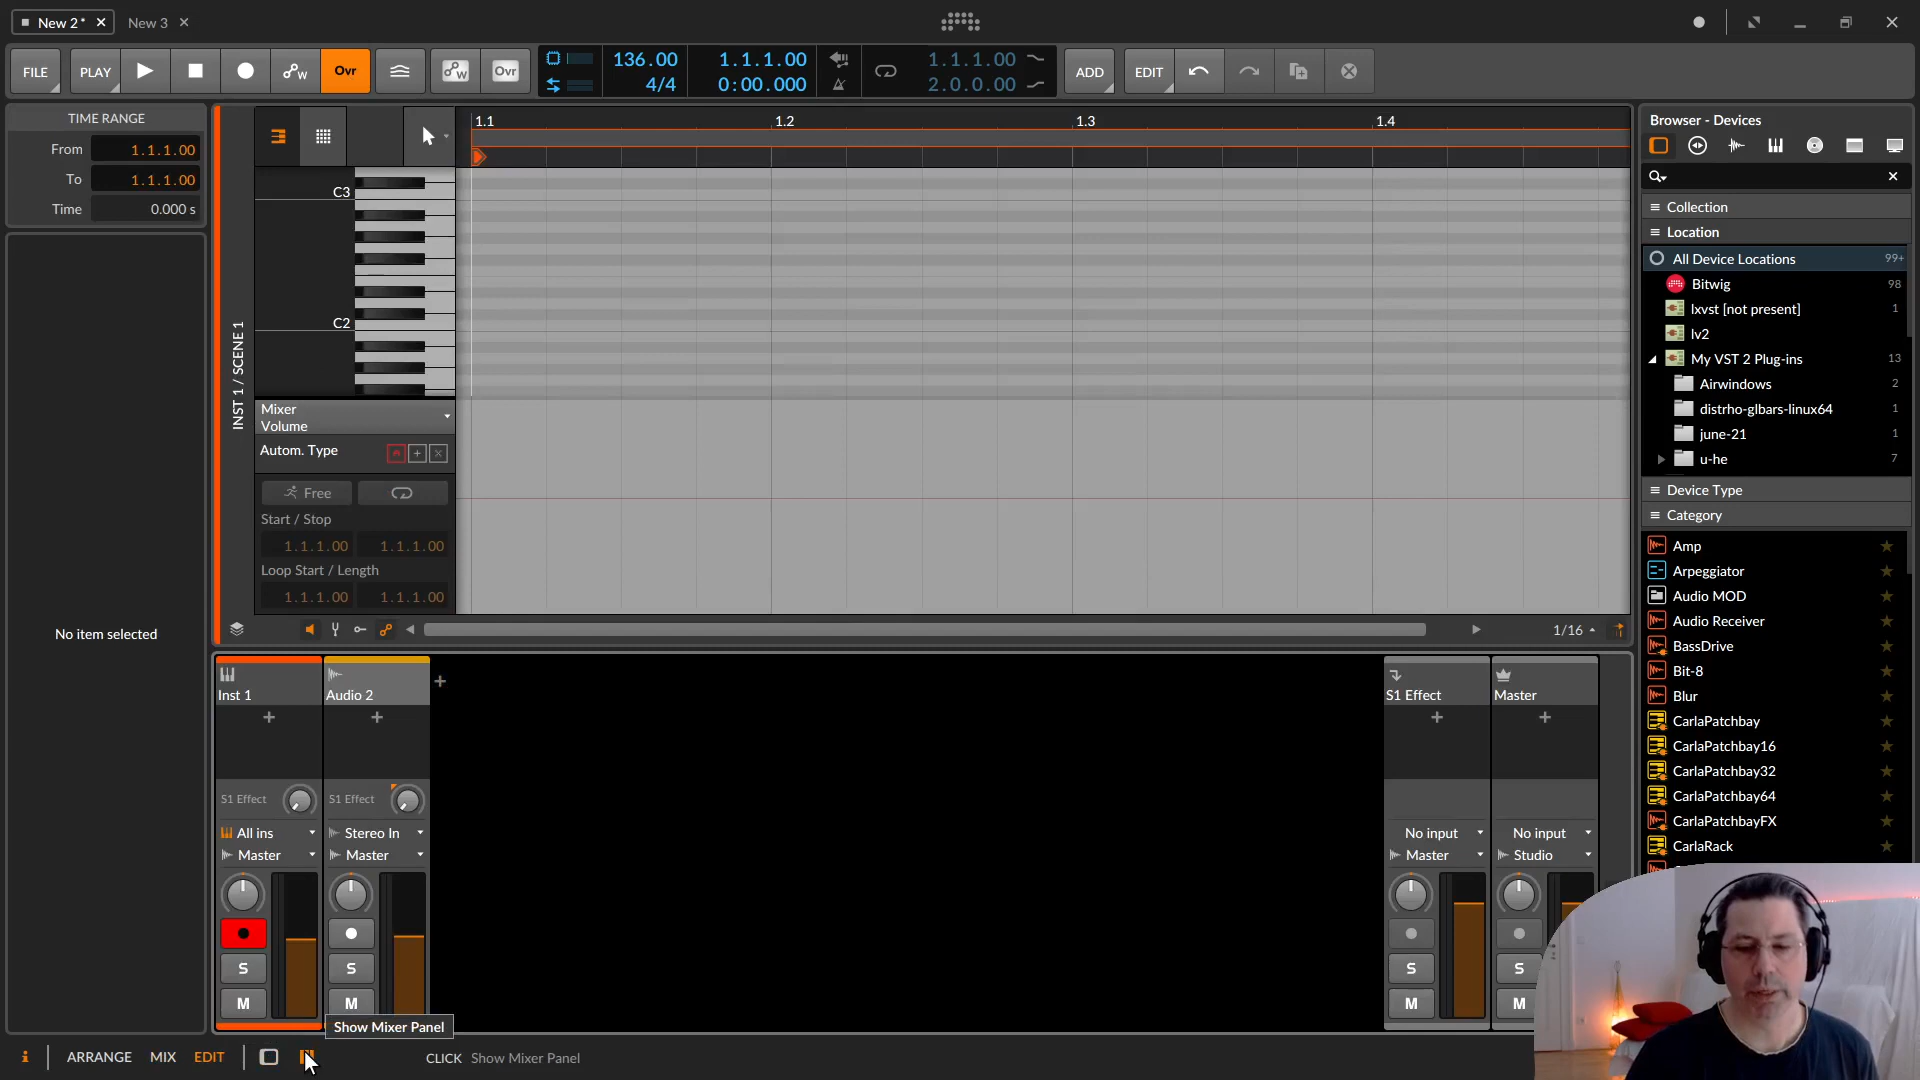 New 2*
New 3
FILE
PLAY
Ovr
Ovr
136.00
4/4
1.1.1.00
0:00.000
1.1.1.00
2.0.0.00
ADD
EDIT
TIME RANGE
From 1.1.1.00
To 1.1.1.00
Time 0.000 s
No item selected
INST 1 / SCENE 1
1.1
1.2
1.3
1.4
C3
C2
Mixer
Volume
Autom. Type
Free
Start / Stop
1.1.1.00 1.1.1.00
Loop Start / Length
1.1.1.00 1.1.1.00
1/16
Inst 1
Audio 2
S1 Effect
Master
S1 Effect
S1 Effect
All ins
Stereo In
No input
No input
Master
Master
Master
Studio
S
S
S
S
M
M
M
M
Show Mixer Panel
ARRANGE
MIX
EDIT
CLICK Show Mixer Panel
Browser - Devices
Collection
Location
All Device Locations 99+
Bitwig 98
lxvst [not present] 1
lv2
My VST 2 Plug-ins 13
Airwindows 2
distrho-glbars-linux64 1
june-21 1
u-he 7
Device Type
Category
Amp
Arpeggiator
Audio MOD
Audio Receiver
BassDrive
Bit-8
Blur
CarlaPatchbay
CarlaPatchbay16
CarlaPatchbay32
CarlaPatchbay64
CarlaPatchbayFX
CarlaRack